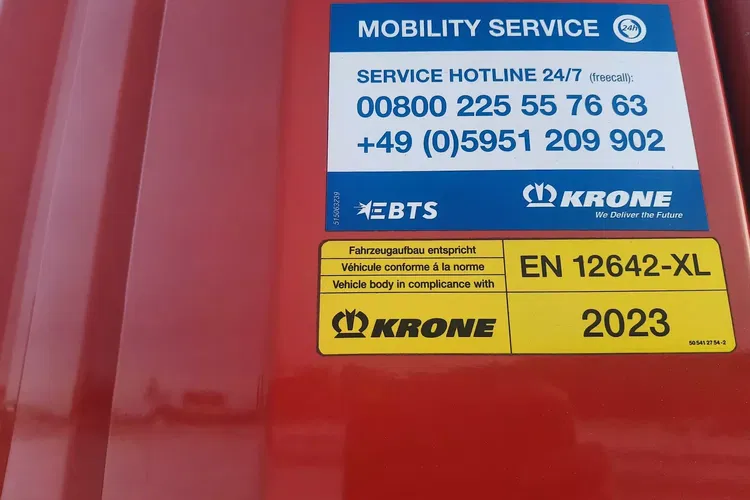 MOBILITY SERVICE 24h
SERVICE HOTLINE 24/7 (freecall):
00800 225 55 76 63
+49 (0)5951 209 902
515063239
EBTS
KRONE
We Deliver the Future
Fahrzeugaufbau entspricht
Véhicule conforme á la norme
Vehicle body in complicance with
EN 12642-XL
KRONE
2023
50 541 27 54 -2